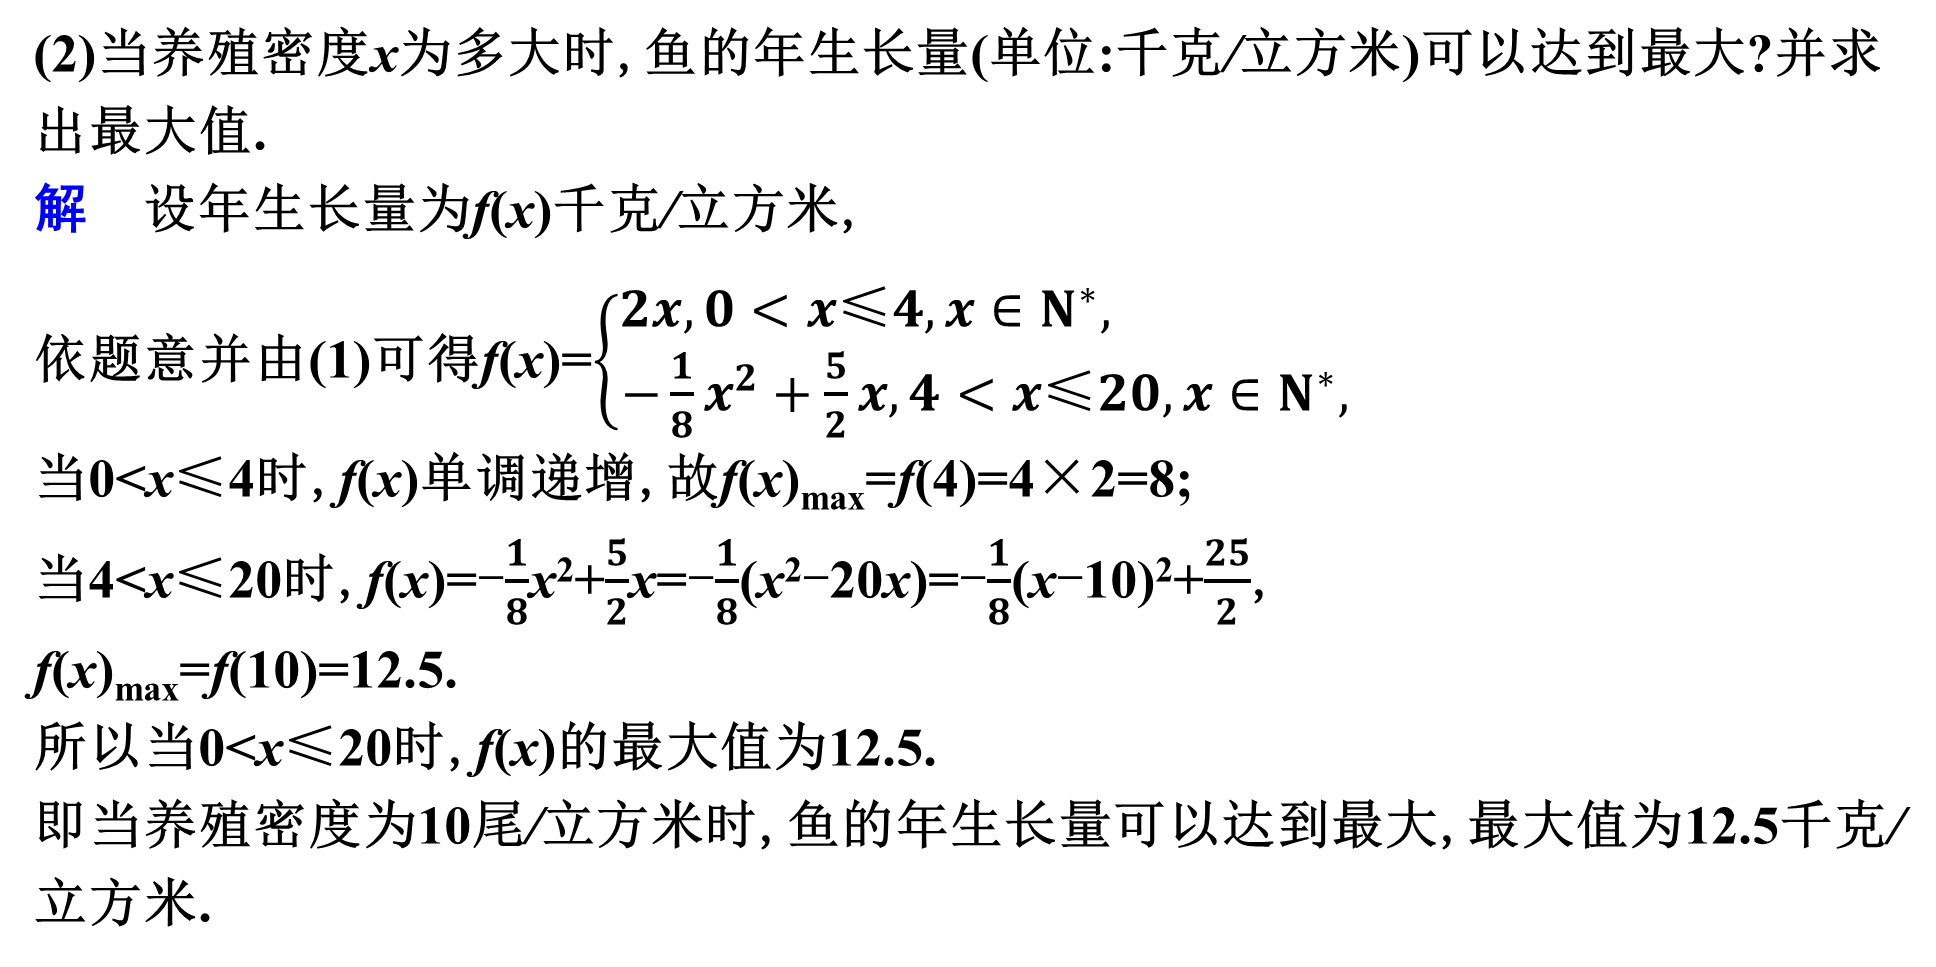 (2)当养殖密度x为多大时,鱼的年生长量(单位:千克/立方米)可以达到最大?并求
出最大值.
解 设年生长量为f(x)千克/立方米,
依题意并由(1)可得f(x)={2x,0<x≤4,x∈N*, −1/8x²+5/2x,4<x≤20,x∈N*,
当0<x≤4时,f(x)单调递增,故f(x)max=f(4)=4×2=8;
当4<x≤20时,f(x)=−1/8x²+5/2x=−1/8(x²−20x)=−1/8(x−10)²+25/2,
f(x)max=f(10)=12.5.
所以当0<x≤20时,f(x)的最大值为12.5.
即当养殖密度为10尾/立方米时,鱼的年生长量可以达到最大,最大值为12.5千克/
立方米.